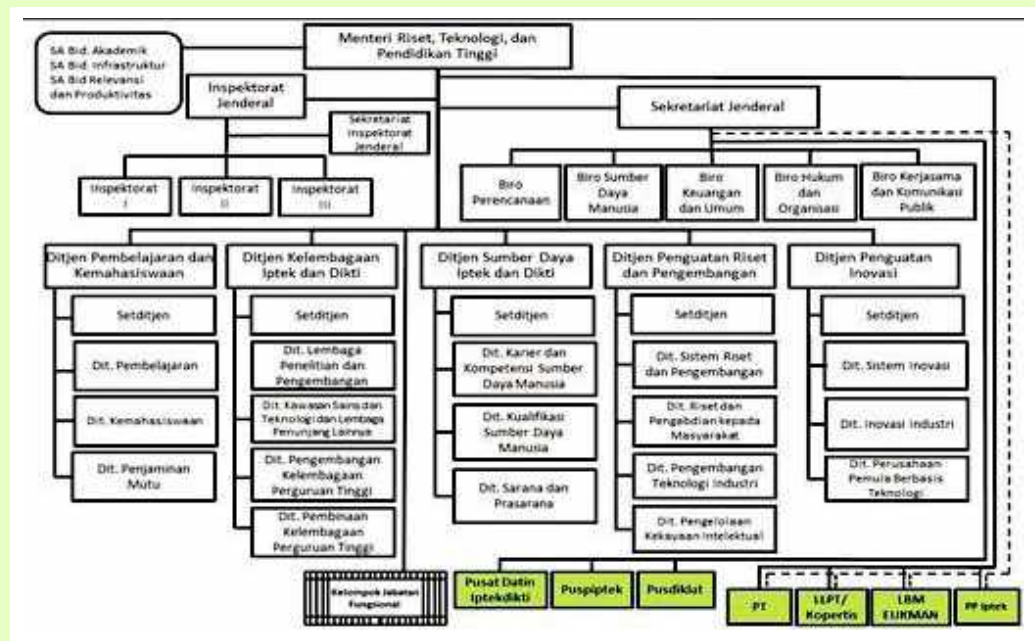 Menteri Riset, Teknologi, dan
Pendidikan Tinggi
SA Bid. Akademik
SA Bid. Infrastruktur
SA Bid Relevansi
dan Produktivitas
Inspektorat
Jenderal
Sekretariat Jenderal
Sekretariat
Inspektorat
Jenderal
Inspektorat
I
Inspektorat
II
Inspektorat
III
Biro
Perencanaan
Biro Sumber
Daya
Manusia
Biro
Keuangan
dan Umum
Biro Hukum
dan
Organisasi
Biro Kerjasama
dan Komunikasi
Publik
Ditjen Pembelajaran dan
Kemahasiswaan
Setditjen
Dit. Pembelajaran
Dit. Kemahasiswaan
Dit. Penjaminan
Mutu
Ditjen Kelembagaan
Iptek dan Dikti
Setditjen
Dit. Lembaga
Penelitian dan
Pengembangan
Dit. Kawasan Sains dan
Teknologi dan Lembaga
Penunjang Lainnya
Dit. Pengembangan
Kelembagaan
Perguruan Tinggi
Dit. Pembinaan
Kelembagaan
Perguruan Tinggi
Ditjen Sumber Daya
Iptek dan Dikti
Setditjen
Dit. Karier dan
Kompetensi Sumber
Daya Manusia
Dit. Kualifikasi
Sumber Daya
Manusia
Dit. Sarana dan
Prasarana
Ditjen Penguatan Riset
dan Pengembangan
Setditjen
Dit. Sistem Riset
dan Pengembangan
Dit. Riset dan
Pengabdian kepada
Masyarakat
Dit. Pengembangan
Teknologi Industri
Dit. Pengelolaan
Kekayaan Intelektual
Ditjen Penguatan
Inovasi
Setditjen
Dit. Sistem Inovasi
Dit. Inovasi Industri
Dit. Perusahaan
Pemula Berbasis
Teknologi
Kelompok Jabatan
Fungsional
Pusat Datin
Iptekdikti
Puspiptek
Pusdiklat
PT
LLPT/
Kopertis
LBM
EIJKMAN
PP Iptek